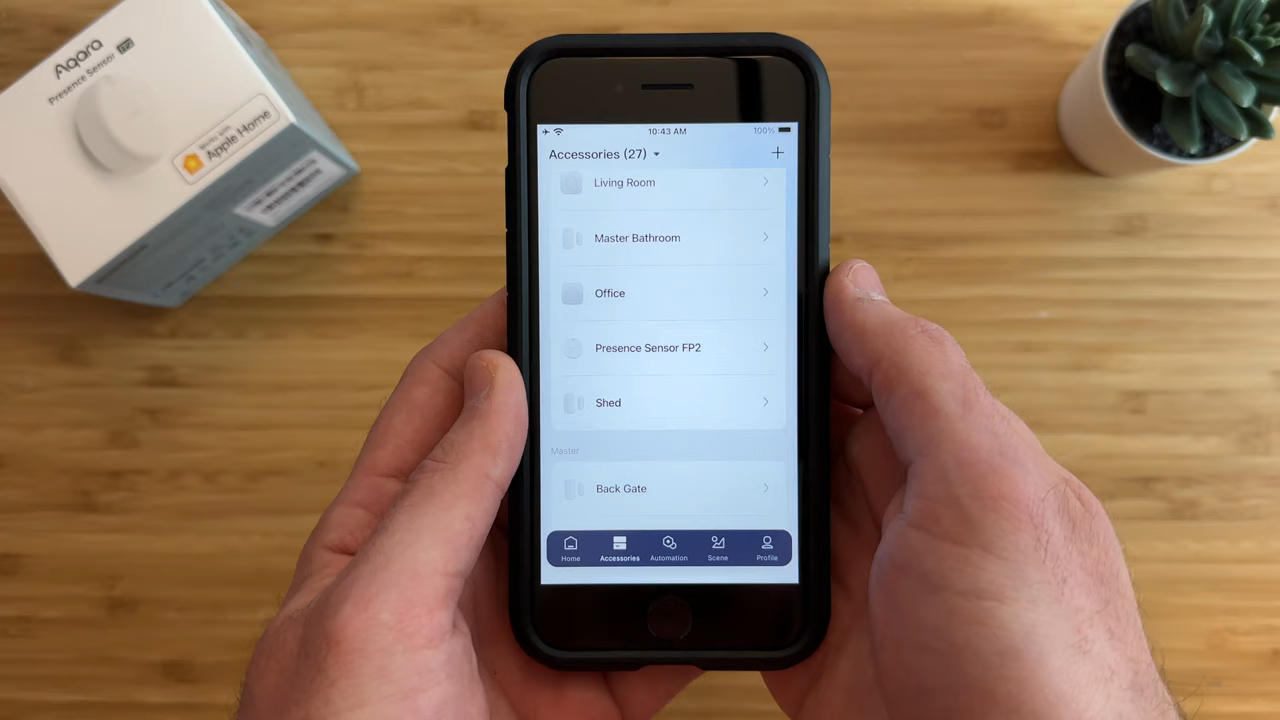 Aqara
Presence Sensor FP2
Works with
Apple Home
10:43 AM
100%
Accessories (27)
+
Living Room
Master Bathroom
Office
Presence Sensor FP2
Shed
Master
Back Gate
Home
Accessories
Automation
Scene
Profile